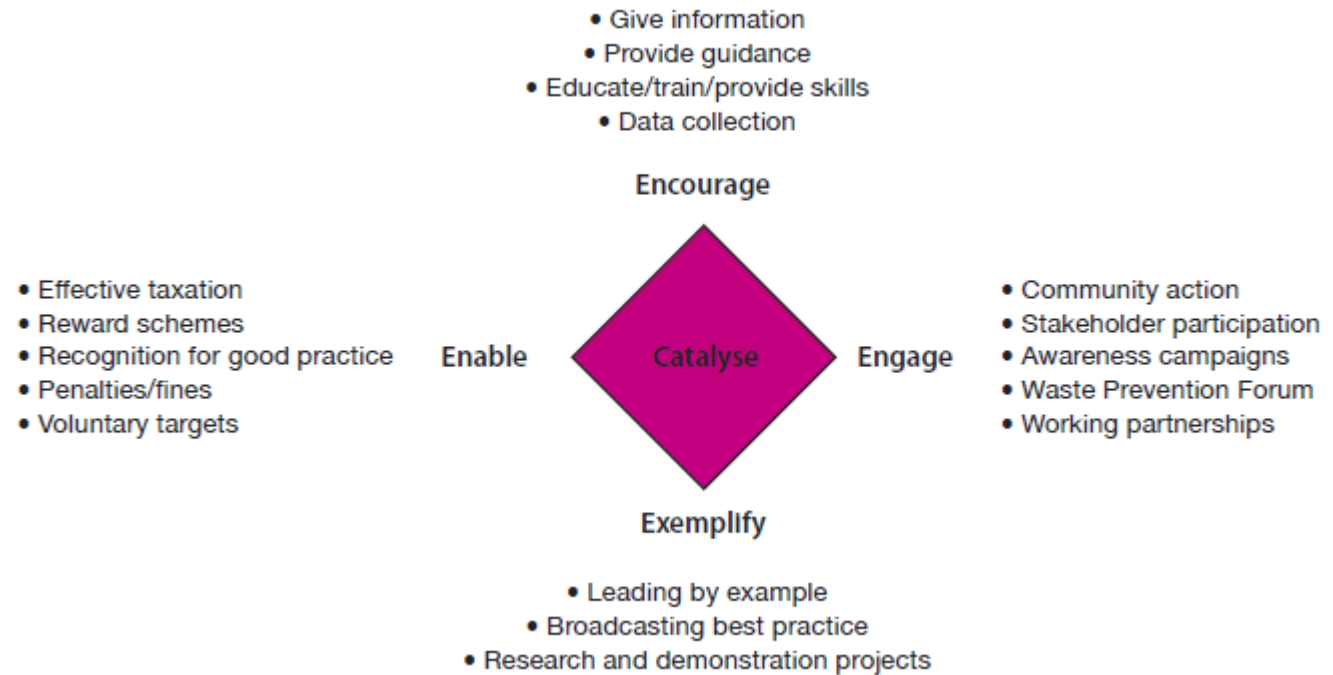 • Give information
• Provide guidance
• Educate/train/provide skills
• Data collection
Encourage
• Effective taxation
• Reward schemes
• Recognition for good practice
• Penalties/fines
• Voluntary targets
Enable
Catalyse
Engage
• Community action
• Stakeholder participation
• Awareness campaigns
• Waste Prevention Forum
• Working partnerships
Exemplify
• Leading by example
• Broadcasting best practice
• Research and demonstration projects